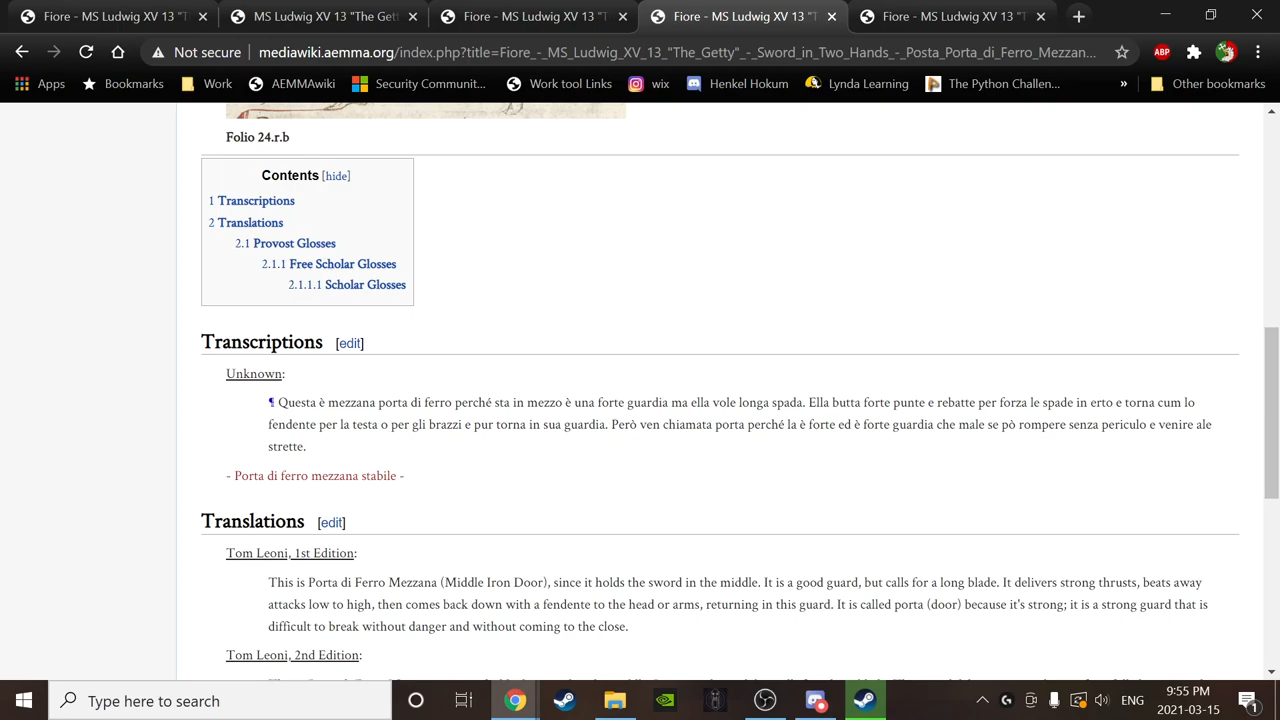 Fiore - MS Ludwig XV 13 "T
MS Ludwig XV 13 "The Getty"
Fiore - MS Ludwig XV 13 "T
Fiore - MS Ludwig XV 13 "T
Fiore - MS Ludwig XV 13 "T
Not secure | mediawiki.aemma.org/index.php?title=Fiore_-_MS_Ludwig_XV_13_"The_Getty"_-_Sword_in_Two_Hands_-_Posta_Porta_di_Ferro_Mezzan...
ABP
Apps Bookmarks Work AEMMAwiki Security Communit... Work tool Links wix Henkel Hokum Lynda Learning The Python Challen... » Other bookmarks
Folio 24.r.b
Contents [hide]
1 Transcriptions
2 Translations
2.1 Provost Glosses
2.1.1 Free Scholar Glosses
2.1.1.1 Scholar Glosses
Transcriptions [edit]
Unknown:
¶ Questa è mezzana porta di ferro perché sta in mezzo è una forte guardia ma ella vole longa spada. Ella butta forte punte e rebatte per forza le spade in erto e torna cum lo
fendente per la testa o per gli brazzi e pur torna in sua guardia. Però ven chiamata porta perché la è forte ed è forte guardia che male se pò rompere senza periculo e venire ale
strette.
- Porta di ferro mezzana stabile -
Translations [edit]
Tom Leoni, 1st Edition:
This is Porta di Ferro Mezzana (Middle Iron Door), since it holds the sword in the middle. It is a good guard, but calls for a long blade. It delivers strong thrusts, beats away
attacks low to high, then comes back down with a fendente to the head or arms, returning in this guard. It is called porta (door) because it's strong; it is a strong guard that is
difficult to break without danger and without coming to the close.
Tom Leoni, 2nd Edition:
Type here to search
ENG
9:55 PM
2021-03-15
1